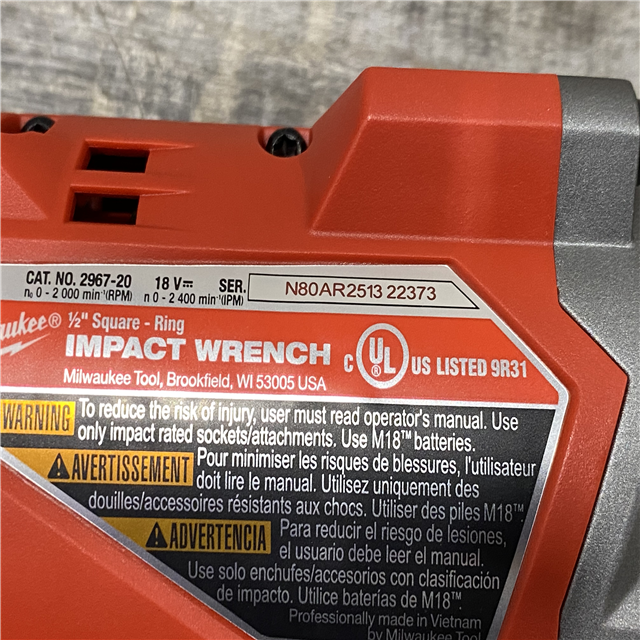 CAT. NO. 2967-20 18 V⎓ SER. N80AR2513 22373
n₀ 0 - 2 000 min⁻¹(RPM) n 0 - 2 400 min⁻¹(IPM)
½" Square - Ring
IMPACT WRENCH C UL ® US LISTED 9R31
Milwaukee Tool, Brookfield, WI 53005 USA
WARNING To reduce the risk of injury, user must read operator's manual. Use
only impact rated sockets/attachments. Use M18™ batteries.
AVERTISSEMENT Pour minimiser les risques de blessures, l'utilisateur
doit lire le manual. Utilisez uniquement des
douilles/accessoires résistants aux chocs. Utiliser des piles M18™.
ADVERTENCIA Para reducir el riesgo de lesiones,
el usuario debe leer el manual.
Use solo enchufes/accesorios con clasificación
de impacto. Utilice baterías de M18™.
Professionally made in Vietnam
by Milwaukee Tool